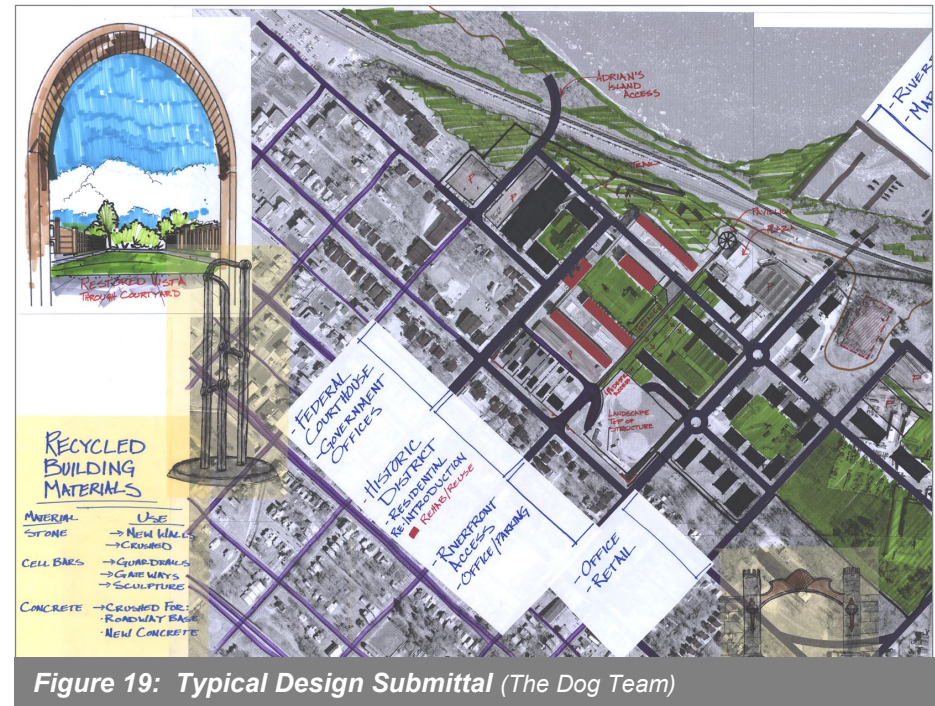 ADRIAN'S
ISLAND
ACCESS
- RIVER
TRAIL
P
P
PAVILION
PLAZA
RESTORED VISTA
THROUGH COURTYARD
P
P
P
LANDSCAPE
TOP OF
STRUCTURE
- FEDERAL
COURTHOUSE
- GOVERNMENT
OFFICES
- HISTORIC
DISTRICT
- RESIDENTIAL
RE-INTRODUCTION
REHAB/REUSE
- RIVERFRONT
ACCESS
- OFFICE/PARKING
- OFFICE
- RETAIL
RECYCLED
BUILDING
MATERIALS
MATERIAL USE
STONE → NEW WALLS
→ CRUSHED
CELL BARS → GUARDRAILS
→ GATEWAYS
→ SCULPTURE
CONCRETE → CRUSHED FOR:
· ROADWAY BASE
· NEW CONCRETE
Figure 19: Typical Design Submittal (The Dog Team)